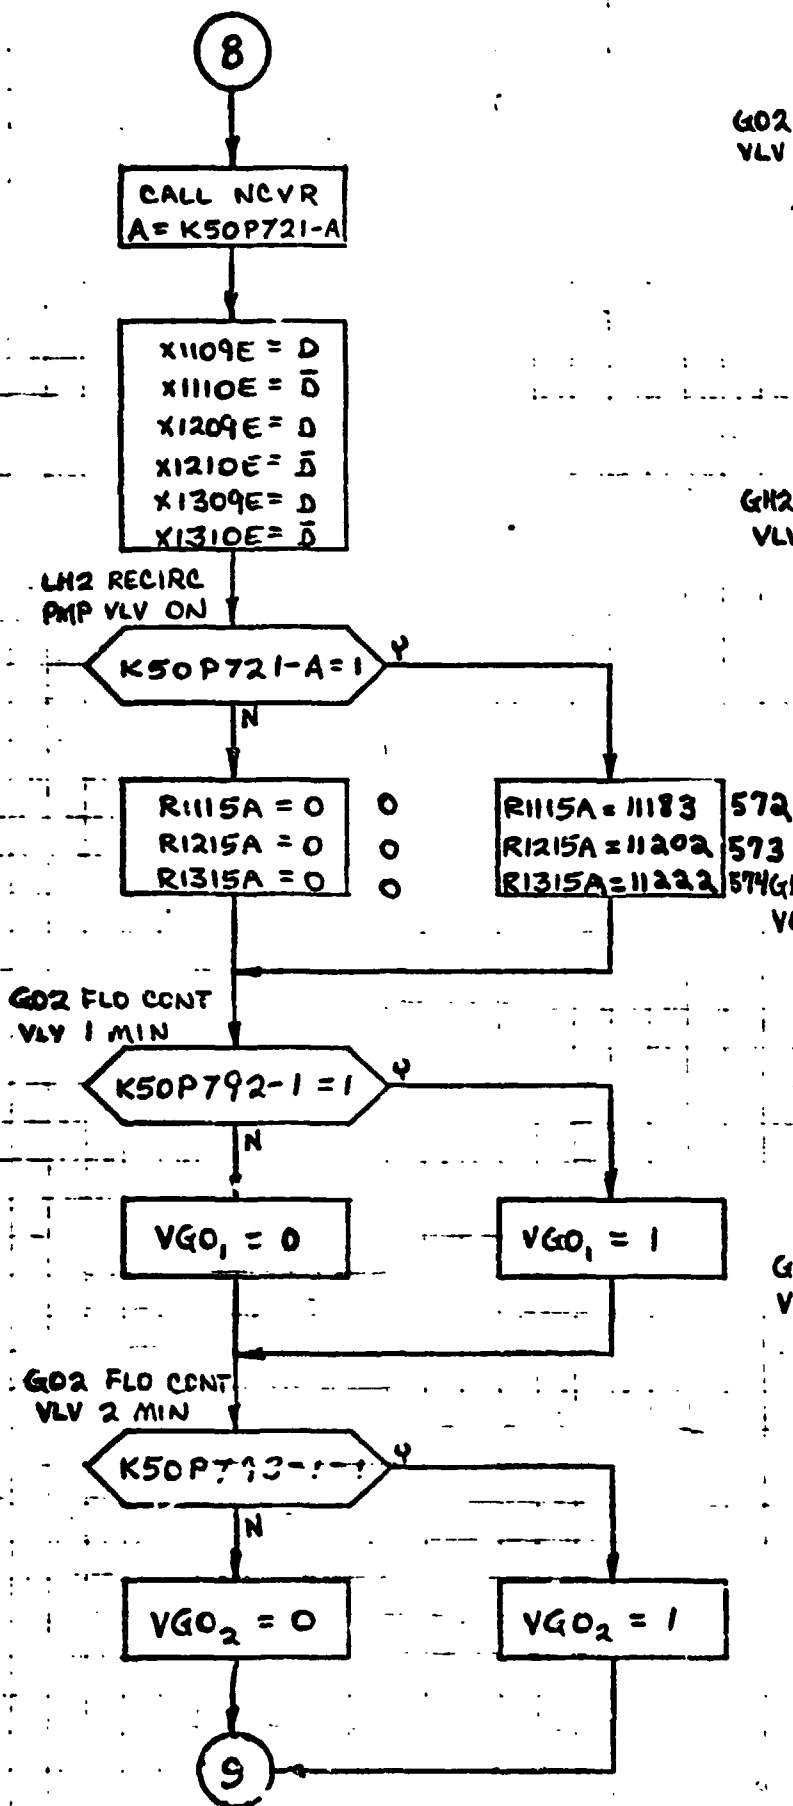 8
GO2
VLV
CALL NCVR
A= K50P721-A
X1109E = D
X1110E = D̅
X1209E = D
X1210E = D̅
X1309E = D
X1310E = D̅
GH2
LH2 RECIRC
PMP VLV ON
K50P721-A=1
Y
N
R1115A = 0 0
R1215A = 0 0
R1315A = 0 0
R1115A = 11183 572
R1215A = 11202 573
R1315A = 11222 574
GO2 FLO CONT
VLV 1 MIN
K50P792-1 = 1
Y
N
VGO₁ = 0
VGO₁ = 1
GO2 FLO CONT
VLV 2 MIN
Y
N
VGO₂ = 0
VGO₂ = 1
9